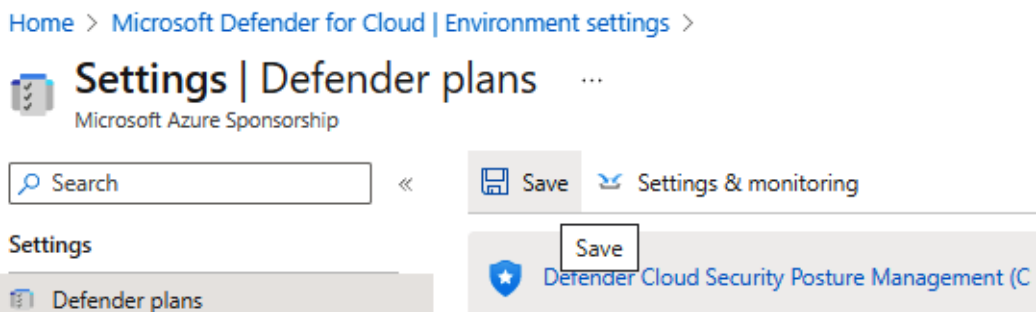 Home > Microsoft Defender for Cloud | Environment settings >
Settings | Defender plans ...
Microsoft Azure Sponsorship
Search «
Save Settings & monitoring
Settings
Save
Defender Cloud Security Posture Management (C
Defender plans